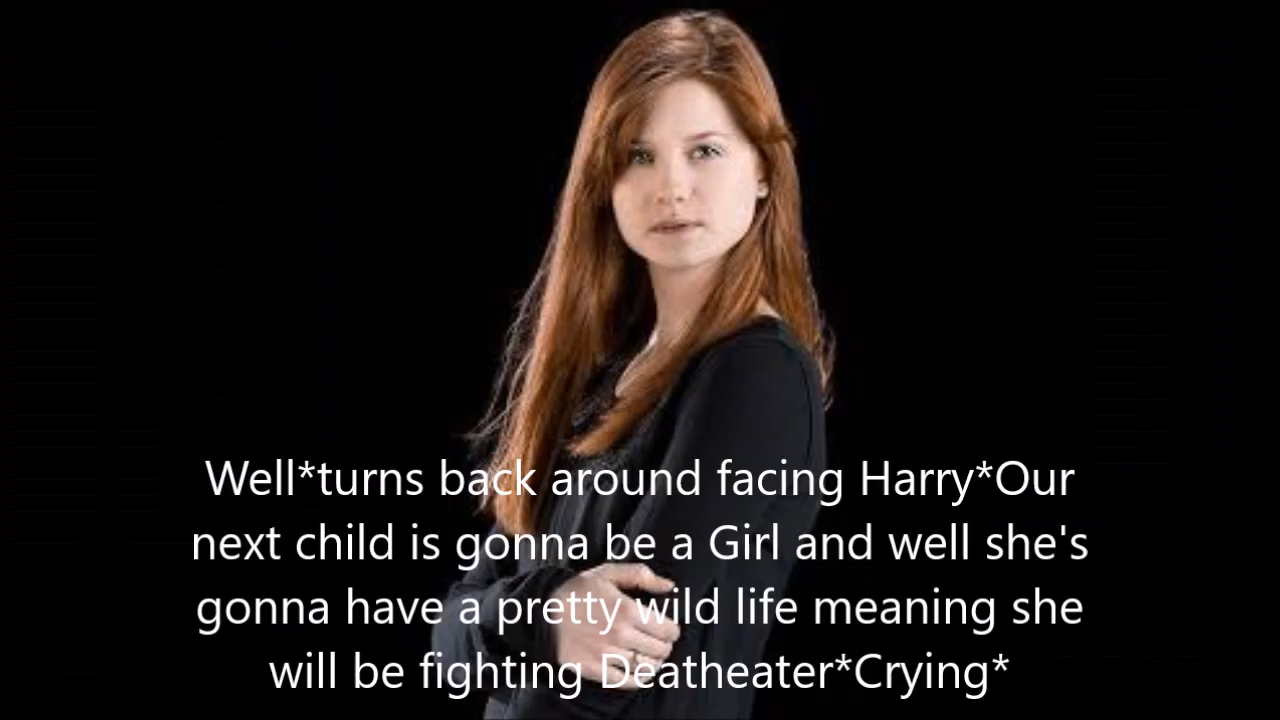 Well*turns back around facing Harry*Our
next child is gonna be a Girl and well she's
gonna have a pretty wild life meaning she
will be fighting Deatheater*Crying*